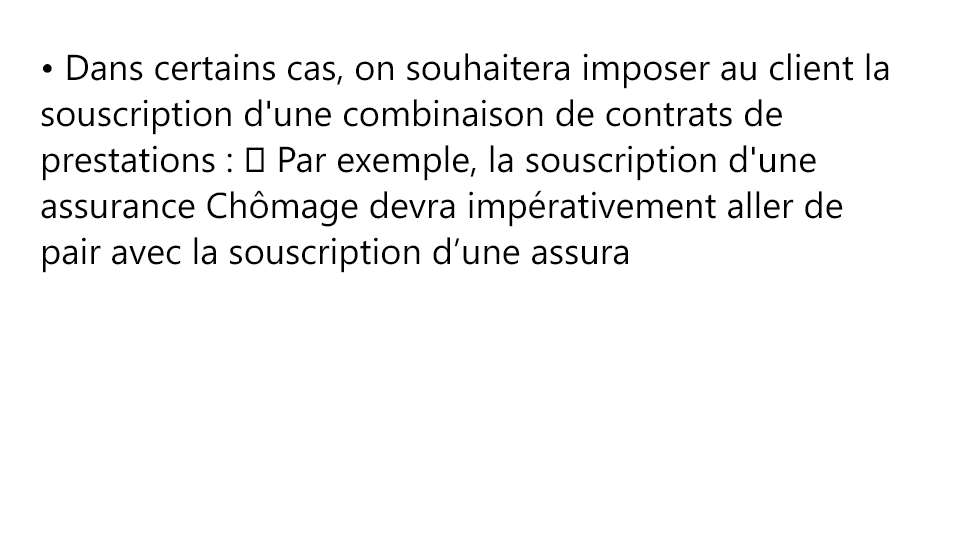 • Dans certains cas, on souhaitera imposer au client la
souscription d'une combinaison de contrats de
prestations : Par exemple, la souscription d'une
assurance Chômage devra impérativement aller de
pair avec la souscription d’une assura